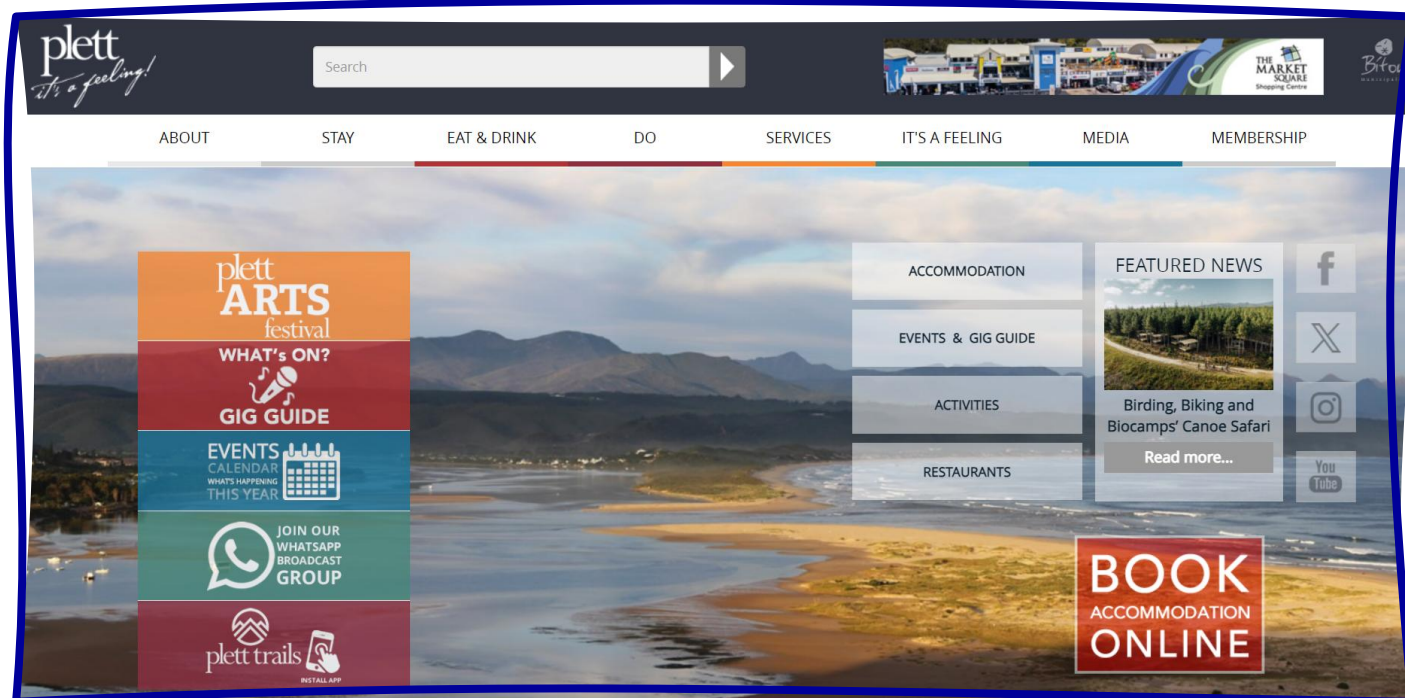 plett
it's a feeling!
Search
THE
MARKET
SQUARE
Shopping Centre
ABOUT
STAY
EAT & DRINK
DO
SERVICES
IT'S A FEELING
MEDIA
MEMBERSHIP
plett
ARTS
festival
WHAT's ON?
GIG GUIDE
EVENTS
CALENDAR
WHAT'S HAPPENING
THIS YEAR
JOIN OUR
WHATSAPP
BROADCAST
GROUP
plett trails
INSTALL APP
ACCOMMODATION
EVENTS & GIG GUIDE
ACTIVITIES
RESTAURANTS
FEATURED NEWS
Birding, Biking and
Biocamps' Canoe Safari
Read more...
f
X
You
Tube
BOOK
ACCOMMODATION
ONLINE